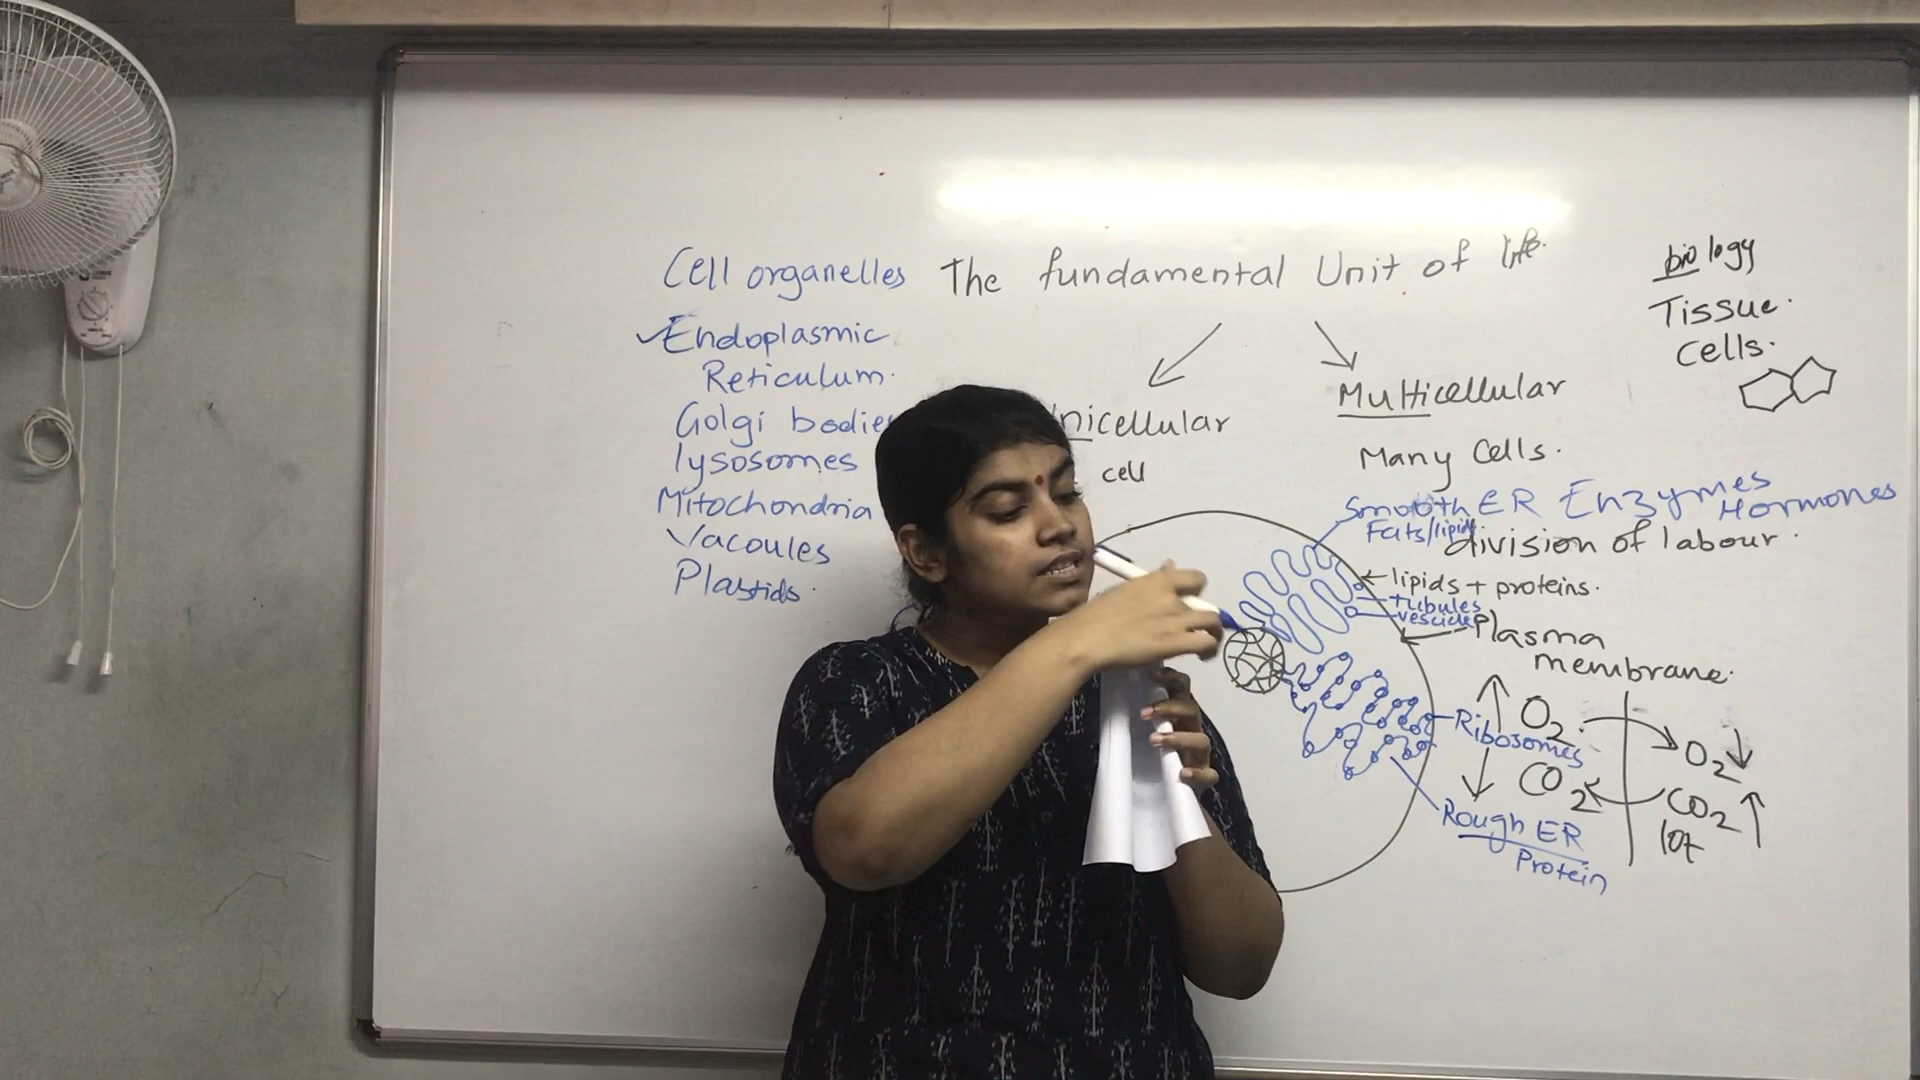 Cell organelles
Endoplasmic
Reticulum.
Golgi bodies
lysosomes
Mitochondria
Vacoules
Plastids.
The fundamental Unit of life.
nicellular
cell
Multicellular
Many Cells.
Smooth ER Enzymes
Hormones
Fats/lipids
division of labour.
lipids + proteins.
tubules
vescicle
Plasma
membrane.
O2
Ribosomes
CO2
Rough ER
Protein
O2
CO2
biology
Tissue.
Cells.